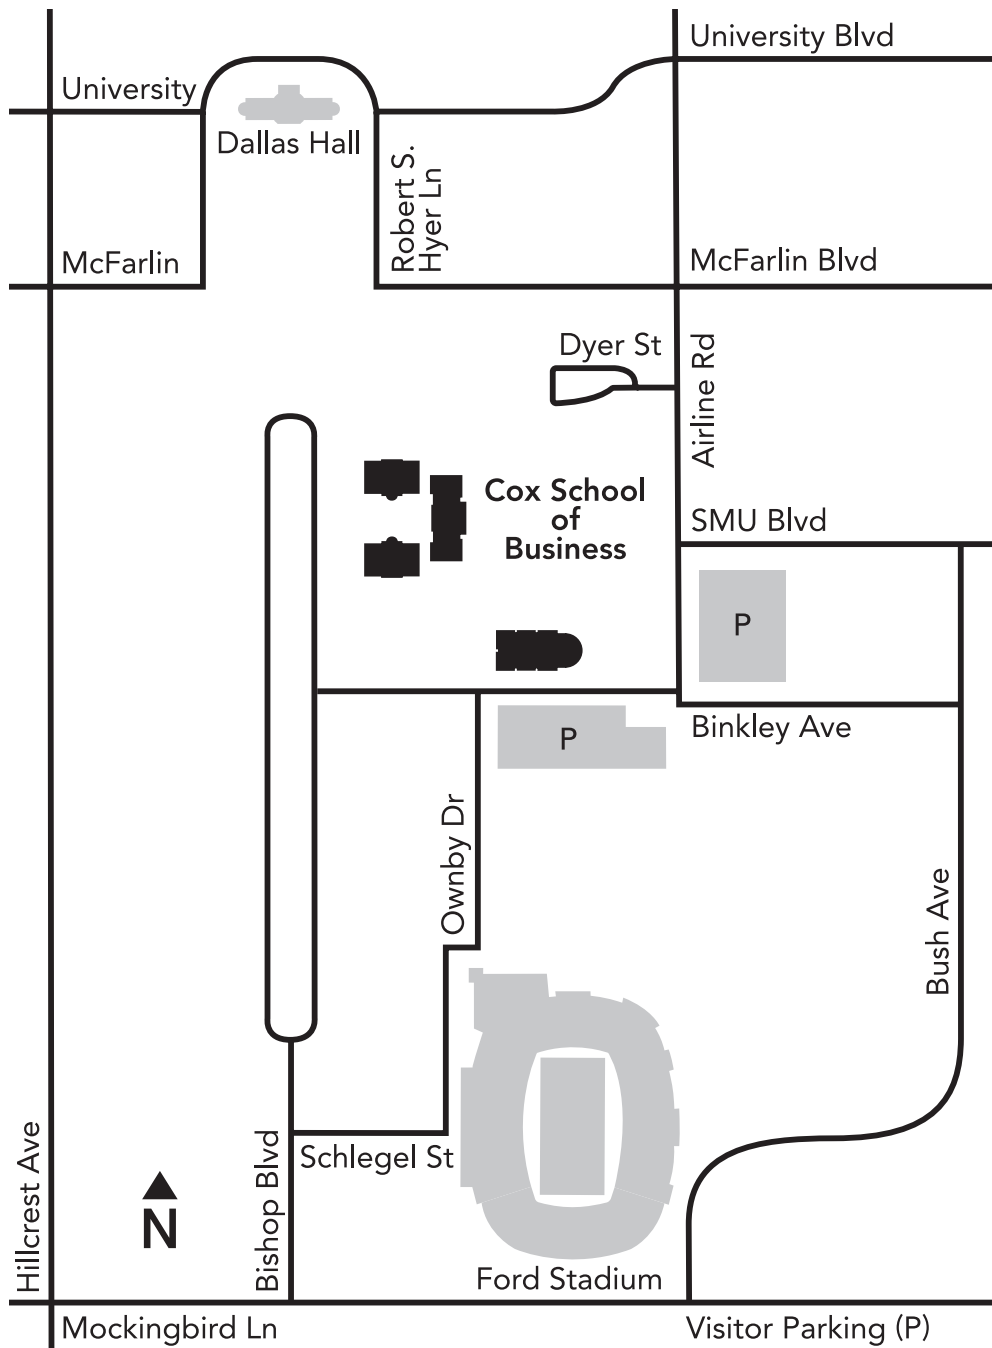 University Blvd
University
Dallas Hall
Robert S.
Hyer Ln
McFarlin
McFarlin Blvd
Dyer St
Airline Rd
Cox School
of
Business
SMU Blvd
P
Binkley Ave
P
Ownby Dr
Bush Ave
Hillcrest Ave
Bishop Blvd
Schlegel St
N
Ford Stadium
Mockingbird Ln
Visitor Parking (P)